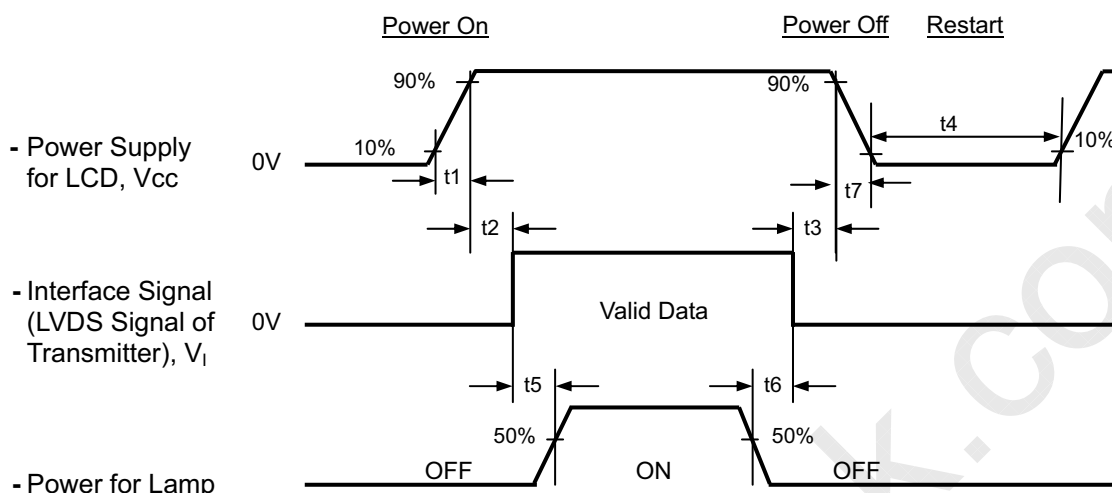 Power On
Power Off Restart
90%
90%
- Power Supply
for LCD, Vcc
0V
10%
t1
t7
t4
10%
t2
t3
- Interface Signal
(LVDS Signal of
Transmitter), VI
0V
Valid Data
t5
t6
50%
50%
- Power for Lamp
OFF
ON
OFF
k.com